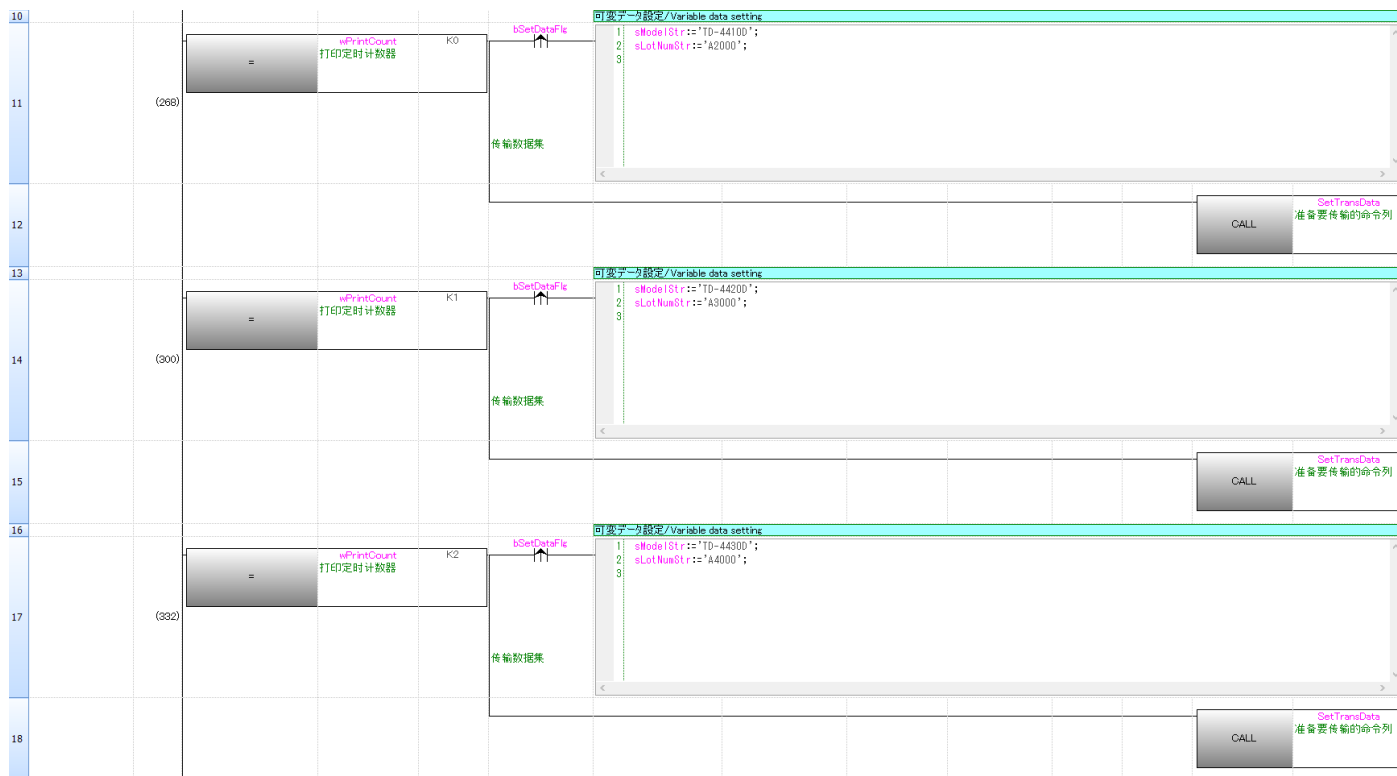 10
可変データ設定/Variable data setting
=
wPrintCount
打印定时计数器
K0
bSetDataFlg
传输数据集
1 sModelStr:='TD-4410D';
2 sLotNumStr:='A2000';
3
11
(268)
12
CALL
SetTransData
准备要传输的命令列
13
可変データ設定/Variable data setting
=
wPrintCount
打印定时计数器
K1
bSetDataFlg
传输数据集
1 sModelStr:='TD-4420D';
2 sLotNumStr:='A3000';
3
14
(300)
15
CALL
SetTransData
准备要传输的命令列
16
可変データ設定/Variable data setting
=
wPrintCount
打印定时计数器
K2
bSetDataFlg
传输数据集
1 sModelStr:='TD-4430D';
2 sLotNumStr:='A4000';
3
17
(332)
18
CALL
SetTransData
准备要传输的命令列